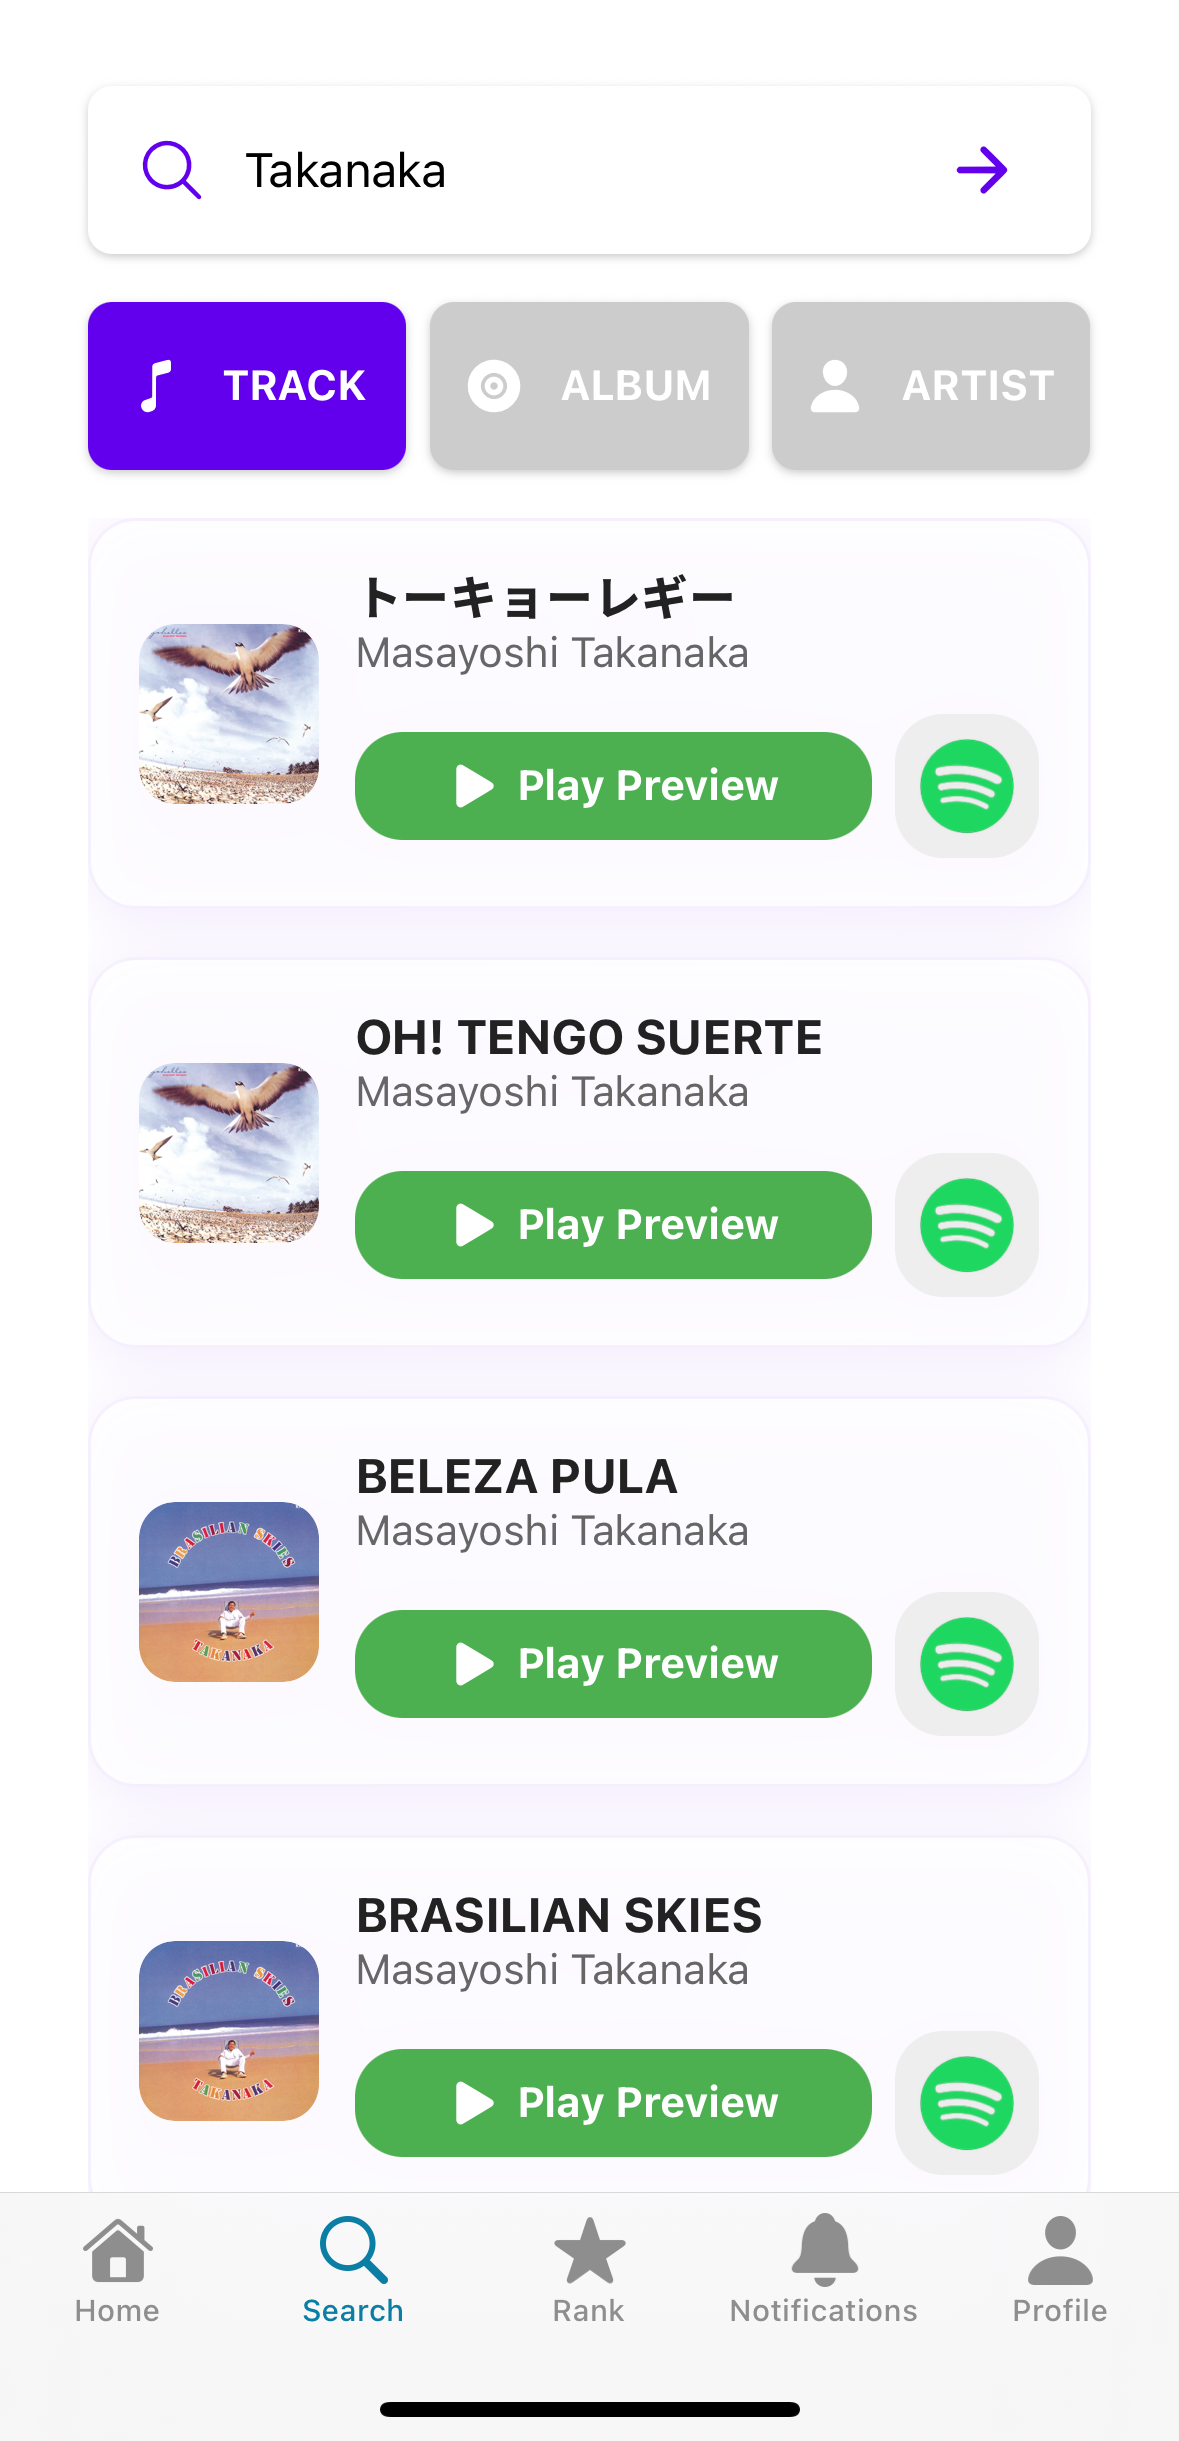 Takanaka
TRACK
ALBUM
ARTIST
トーキョーレギー
Masayoshi Takanaka
Play Preview
OH! TENGO SUERTE
Masayoshi Takanaka
Play Preview
BRASILIAN SKIES
TAKANAKA
BELEZA PULA
Masayoshi Takanaka
Play Preview
BRASILIAN SKIES
TAKANAKA
BRASILIAN SKIES
Masayoshi Takanaka
Play Preview
Home
Search
Rank
Notifications
Profile